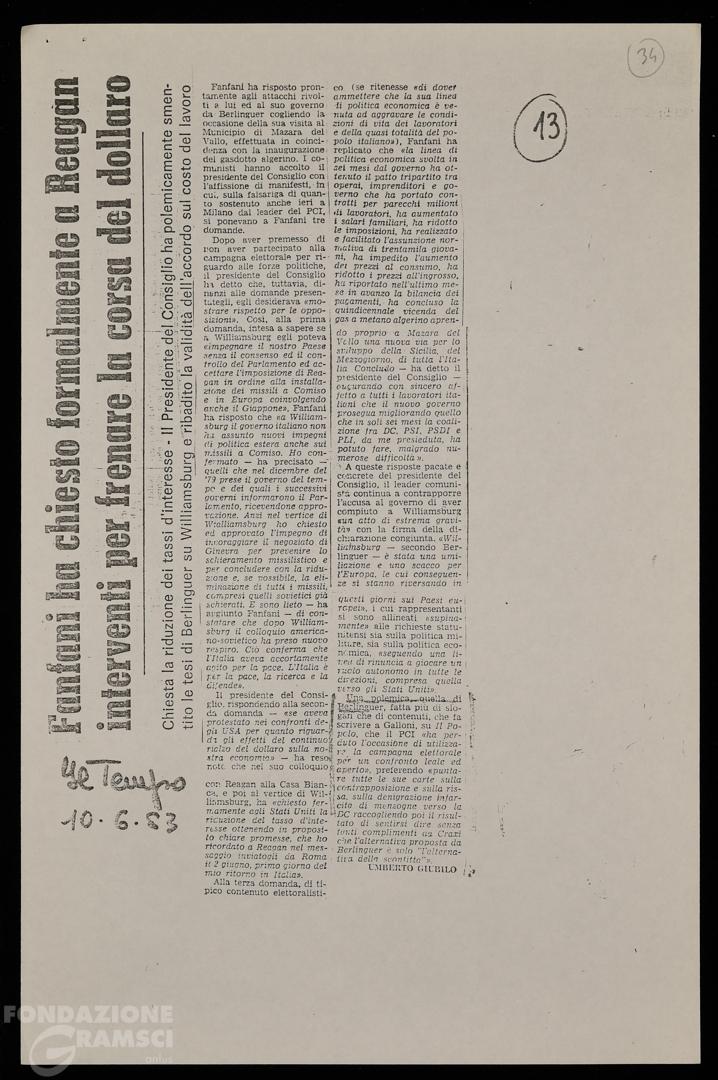 34
13
Fanfani ha chiesto formalmente a Reagan
interventi per frenare la corsa del dollaro
Chiesta la riduzione dei tassi d'interesse - Il Presidente del Consiglio ha polemicamente smen-
tito le tesi di Berlinguer su Williamsburg e ribadito la validità dell'accordo sul costo del lavoro
Fanfani ha risposto pron-
tamente agli attacchi rivol-
ti a lui ed al suo governo
da Berlinguer cogliendo la
occasione della sua visita al
Municipio di Mazara del
Vallo, effettuata in coinci-
denza con la inaugurazione
del gasdotto algerino. I co-
munisti hanno accolto il
presidente del Consiglio con
l'affissione di manifesti, in
cui, sulla falsariga di quan-
to sostenuto anche ieri a
Milano dal leader del PCI,
si ponevano a Fanfani tre
domande.
Dopo aver premesso di
non aver partecipato alla
campagna elettorale per ri-
guardo alle forze politiche,
il presidente del Consiglio
ha detto che, tuttavia, di-
nanzi alle domande presen-
tategli, egli desiderava «mo-
strare rispetto per le oppo-
sizioni». Così, alla prima
domanda, intesa a sapere se
a Williamsburg egli poteva
«impegnare il nostro Paese
senza il consenso ed il con-
trollo del Parlamento ed ac-
cettare l'imposizione di Rea-
gan in ordine alla installa-
zione dei missili a Comiso
e in Europa coinvolgendo
anche il Giappone», Fanfani
ha risposto che «a William-
sburg il governo italiano non
ha assunto nuovi impegni
di politica estera anche sui
missili a Comiso. Ho con-
fermato — ha precisato —
quelli che nel dicembre del
'79 prese il governo del tem-
po e dei quali i successivi
governi informarono il Par-
lamento, ricevendone appro-
vazione. Anzi nel vertice di
Williamsburg ho chiesto
ed approvato l'impegno di
incoraggiare il negoziato di
Ginevra per prevenire lo
schieramento missilistico e
per concludere con la ridu-
zione e, se possibile, la eli-
minazione di tutti i missili,
compresi quelli sovietici già
schierati. E sono lieto — ha
aggiunto Fanfani — di con-
statare che dopo William-
sburg il colloquio america-
no-sovietico ha preso nuovo
respiro. Ciò conferma che
l'Italia aveva accortamente
agito per la pace. L'Italia è
per la pace, la ricerca e la
difende».
Il presidente del Consi-
glio, rispondendo alla secon-
da domanda — «se aveva
protestato nei confronti de-
gli USA per quanto riguar-
da gli effetti del continuo
rialzo del dollaro sulla no-
stra economia» — ha reso
noto che nel suo colloquio
con Reagan alla Casa Bian-
ca, e poi al vertice di Wil-
liamsburg, ha «chiesto fer-
mamente agli Stati Uniti la
riduzione del tasso d'inte-
resse ottenendo in proposi-
to chiare promesse, che ho
ricordato a Reagan nel mes-
saggio inviatogli da Roma
il 2 giugno, primo giorno del
mio ritorno in Italia».
Alla terza domanda, di ti-
pico contenuto elettoralisti-
co (se ritenesse «di dover
ammettere che la sua linea
di politica economica è ve-
nuta ad aggravare le condi-
zioni di vita dei lavoratori
e della quasi totalità del po-
polo italiano»), Fanfani ha
replicato che «la linea di
politica economica svolta in
sei mesi dal governo ha ot-
tenuto il patto tripartito tra
operai, imprenditori e go-
verno che ha portato con-
tratti per parecchi milioni
di lavoratori, ha aumentato
i salari familiari, ha ridotto
le imposizioni, ha realizzato
e facilitato l'assunzione nor-
mativa di trentamila giova-
ni, ha impedito l'aumento
dei prezzi al consumo, ha
ridotto i prezzi all'ingrosso,
ha riportato nell'ultimo me-
se in avanzo la bilancia dei
pagamenti, ha concluso la
quindicennale vicenda del
gas a metano algerino apren-
do proprio a Mazara del
Vallo una nuova via per lo
sviluppo della Sicilia, del
Mezzogiorno, di tutta l'Ita-
lia Concludo — ha detto il
presidente del Consiglio —
augurando con sincero af-
fetto a tutti i lavoratori ita-
liani che il nuovo governo
prosegua migliorando quello
che in soli sei mesi la coali-
zione fra DC, PSI, PSDI e
PLI, da me presieduta, ha
potuto fare, malgrado nu-
merose difficoltà».
A queste risposte pacate e
concrete del presidente del
Consiglio, il leader comuni-
sta continua a contrapporre
l'accusa al governo di aver
compiuto a Williamsburg
«un atto di estrema gravi-
tà» con la firma della di-
chiarazione congiunta. «Wil-
liamsburg — secondo Ber-
linguer — è stata una umi-
liazione e uno scacco per
l'Europa, le cui conseguen-
ze si stanno riversando in
questi giorni sui Paesi eu-
ropei», i cui rappresentanti
si sono allineati «supina-
mente» alle richieste statu-
nitensi sia sulla politica mi-
litare, sia sulla politica eco-
nomica, «seguendo una li-
nea di rinuncia a giocare un
ruolo autonomo in tutte le
direzioni, compresa quella
verso gli Stati Uniti».
Una polemica, quella di
Berlinguer, fatta più di slo-
gan che di contenuti, che fa
scrivere a Galloni, su Il Po-
polo, che il PCI «ha per-
duto l'occasione di utilizza-
re la campagna elettorale
per un confronto leale ed
aperto», preferendo «punta-
re tutte le sue carte sulla
contrapposizione e sulla ris-
sa, sulla denigrazione infar-
cita di menzogne verso la
DC raccogliendo poi il risul-
tato di sentirsi dire senza
tanti complimenti da Craxi
che l'alternativa proposta da
Berlinguer è solo "l'alterna-
tiva della sconfitta"».
UMBERTO GIUBILO
Il Tempo
10.6.83
FONDAZIONE
GRAMSCI
onlus